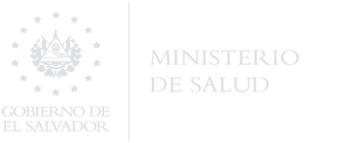 GOBIERNO DE
EL SALVADOR
MINISTERIO
DE SALUD